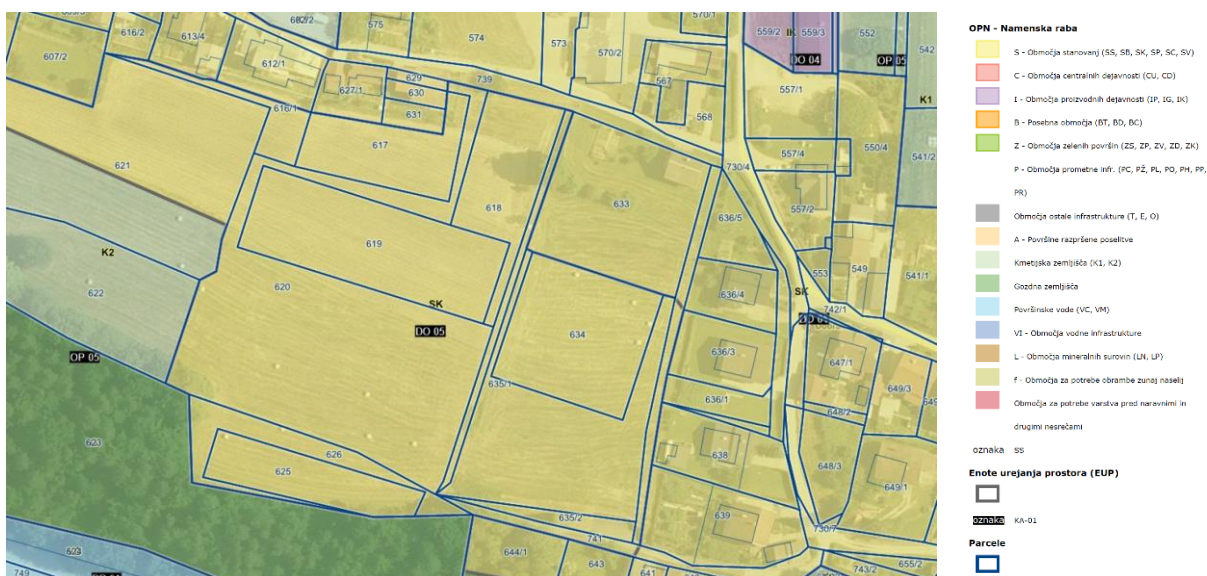 602/2
575
574
573
570/1
559/2
559/3
552
542
616/2
613/4
607/2
612/1
570/2
IK
DO 04
OP 05
K1
627/1
629
630
631
739
567
568
557/1
616/1
617
621
618
633
730/4
557/4
550/4
541/2
636/5
557/2
619
620
K2
622
SK
DO 05
634
636/4
SK
553
549
541/1
742/1
OP 05
636/3
647/1
635/1
636/1
648/2
649/3
623
626
625
638
648/3
649/1
635/2
639
741
730/7
644/1
643
641
743/2
655/2
749
OPN - Namenska raba
S - Območja stanovanj (SS, SB, SK, SP, SC, SV)
C - Območja centralnih dejavnosti (CU, CD)
I - Območja proizvodnih dejavnosti (IP, IG, IK)
B - Posebna območja (BT, BD, BC)
Z - Območja zelenih površin (ZS, ZP, ZV, ZD, ZK)
P - Območja prometne infr. (PC, PŽ, PL, PO, PH, PP,
PR)
Območja ostale infrastrukture (T, E, O)
A - Površine razpršene poselitve
Kmetijska zemljišča (K1, K2)
Gozdna zemljišča
Površinske vode (VC, VM)
VI - Območja vodne infrastrukture
L - Območja mineralnih surovin (LN, LP)
f - Območja za potrebe obrambe zunaj naselij
Območja za potrebe varstva pred naravnimi in
drugimi nesrečami
oznaka SS
Enote urejanja prostora (EUP)
oznaka KA-01
Parcele